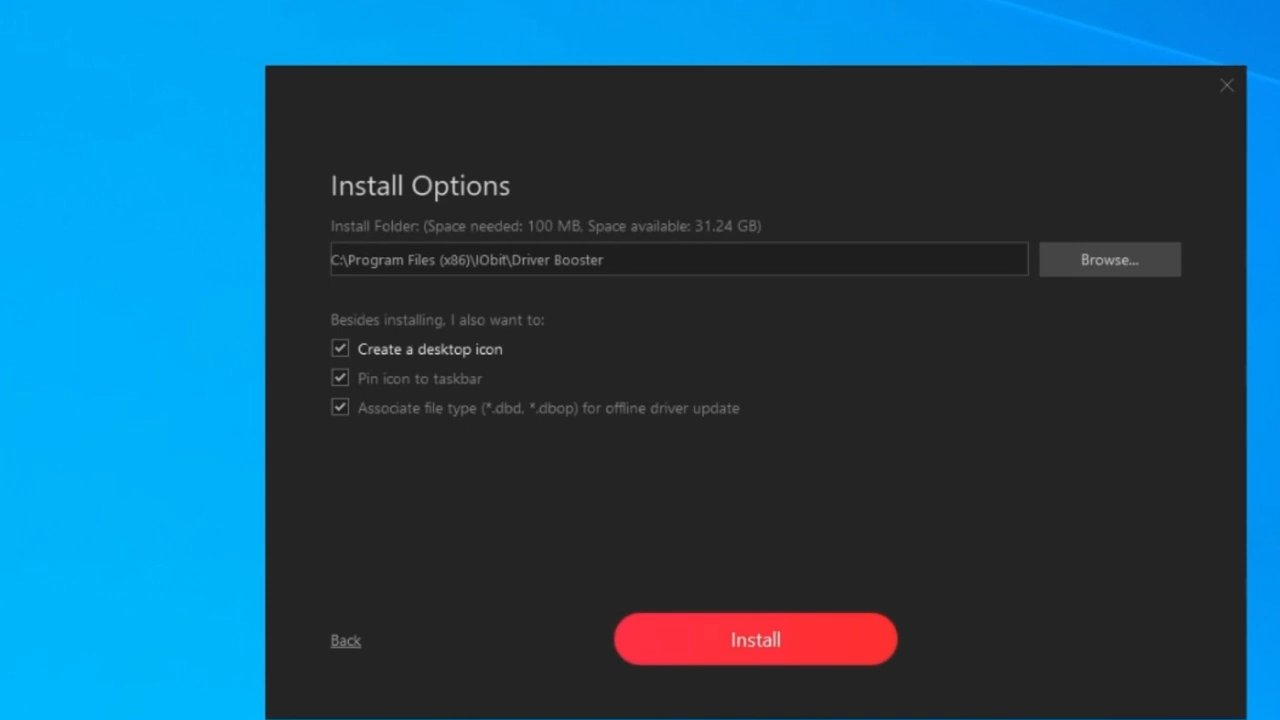 Install Options
Install Folder: (Space needed: 100 MB, Space available: 31.24 GB)
C:\Program Files (x86)\IObit\Driver Booster
Browse...
Besides installing, I also want to:
Create a desktop icon
Pin icon to taskbar
Associate file type (*.dbd, *.dbop) for offline driver update
Back
Install